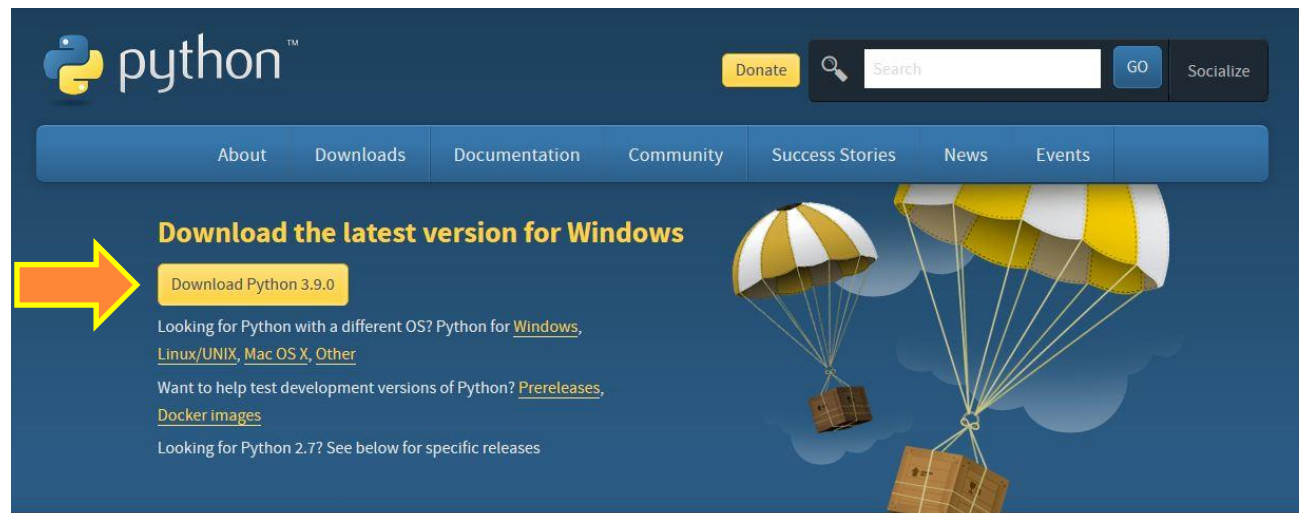 python™
Donate
Search
GO
Socialize
About Downloads Documentation Community Success Stories News Events
Download the latest version for Windows
Download Python 3.9.0
Looking for Python with a different OS? Python for Windows,
Linux/UNIX, Mac OS X, Other
Want to help test development versions of Python? Prereleases,
Docker images
Looking for Python 2.7? See below for specific releases